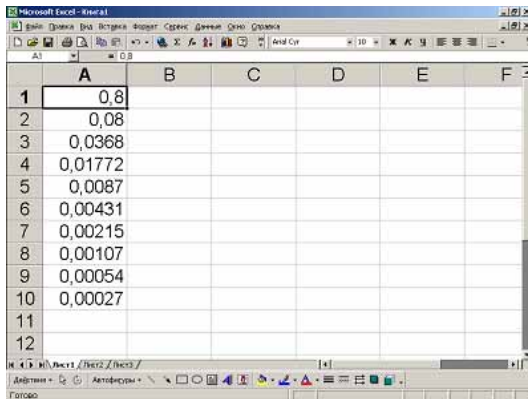 Microsoft Excel - Книга1
Файл Правка Вид Вставка Формат Сервис Данные Окно Справка
Arial Cyr 10 Ж К Ч
A1 = 0,8
A B C D E F
1 0,8
2 0,08
3 0,0368
4 0,01772
5 0,0087
6 0,00431
7 0,00215
8 0,00107
9 0,00054
10 0,00027
11
12
Лист1 / Лист2 / Лист3 /
Действия Автофигуры
Готово